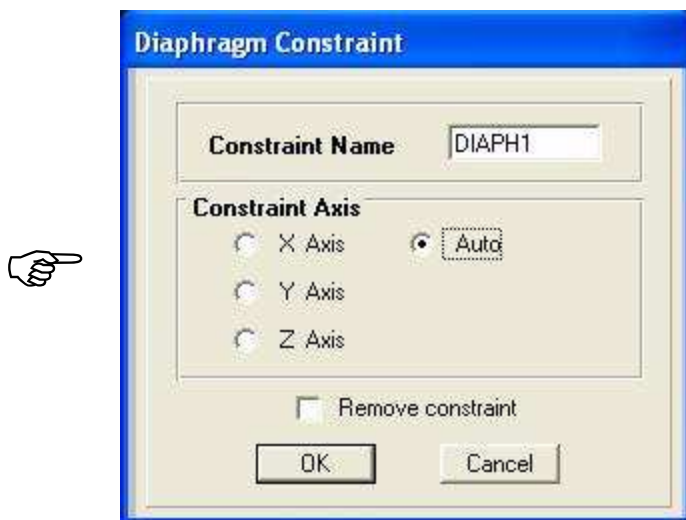 Diaphragm Constraint
Constraint Name DIAPH1
Constraint Axis
X Axis Auto
Y Axis
Z Axis
Remove constraint
OK Cancel